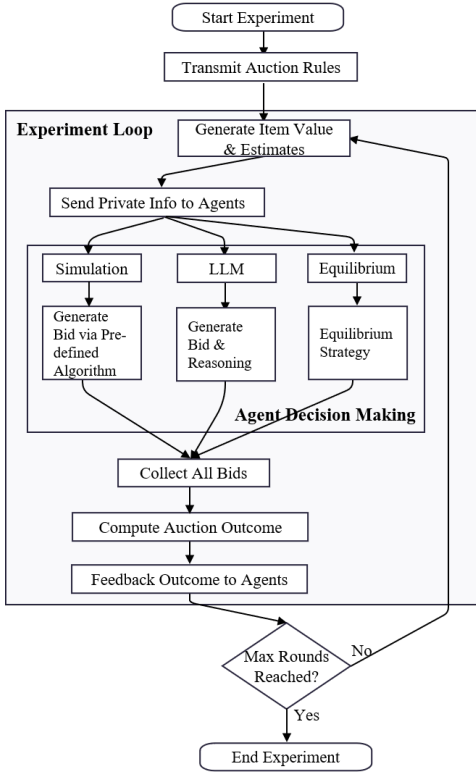 Start Experiment
Transmit Auction Rules
Experiment Loop
Generate Item Value
& Estimates
Send Private Info to Agents
Simulation
LLM
Equilibrium
Generate
Bid via Pre-
defined
Algorithm
Generate
Bid &
Reasoning
Equilibrium
Strategy
Agent Decision Making
Collect All Bids
Compute Auction Outcome
Feedback Outcome to Agents
Max Rounds
Reached?
No
Yes
End Experiment